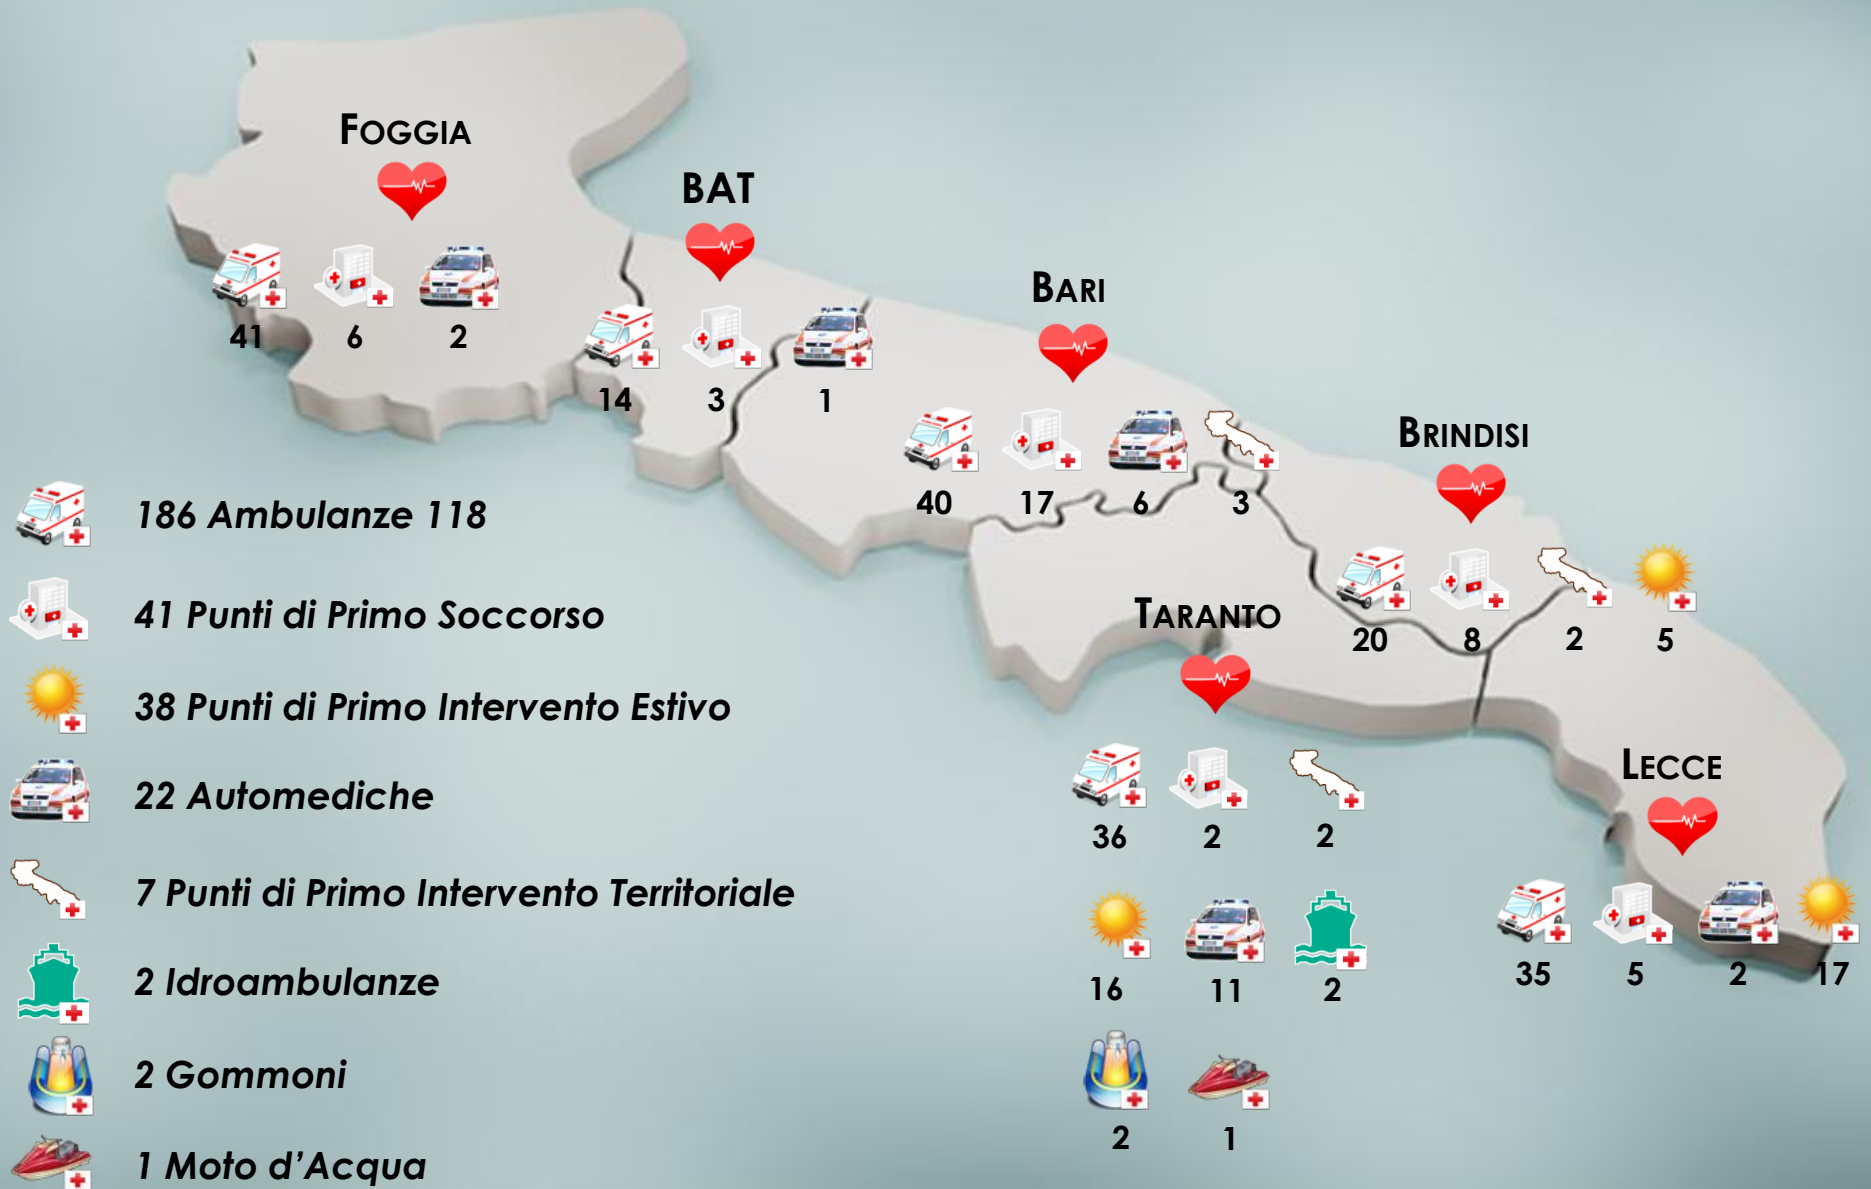 FOGGIA
41 6 2
BAT
14 3 1
BARI
40 17 6 3
BRINDISI
20 8 2 5
TARANTO
36 2 2
16 11 2
2 1
LECCE
35 5 2 17
186 Ambulanze 118
41 Punti di Primo Soccorso
38 Punti di Primo Intervento Estivo
22 Automediche
7 Punti di Primo Intervento Territoriale
2 Idroambulanze
2 Gommoni
1 Moto d’Acqua